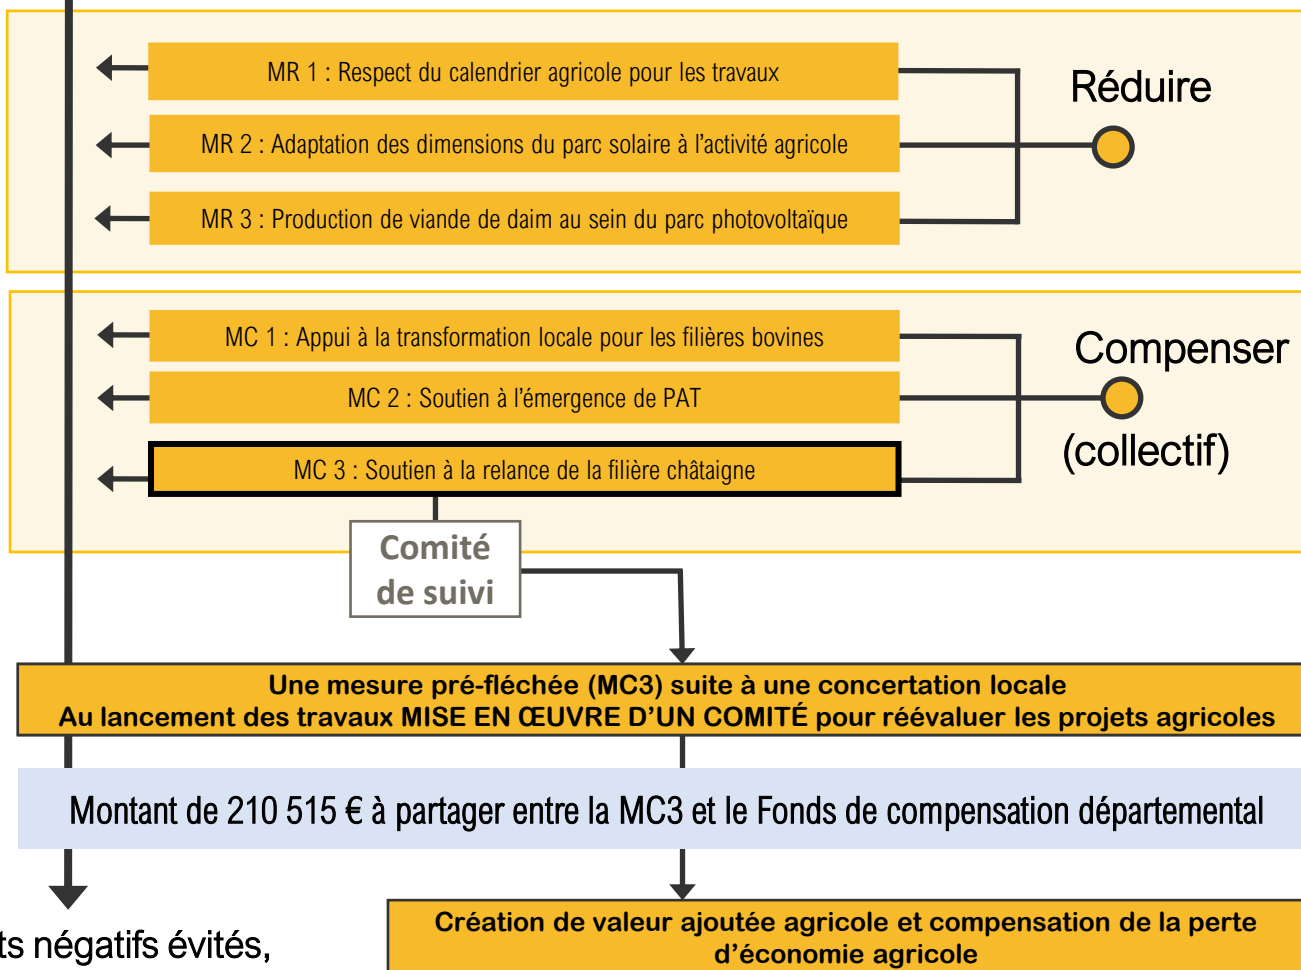 MR 1 : Respect du calendrier agricole pour les travaux
Réduire
MR 2 : Adaptation des dimensions du parc solaire à l'activité agricole
MR 3 : Production de viande de daim au sein du parc photovoltaïque
MC 1 : Appui à la transformation locale pour les filières bovines
Compenser
MC 2 : Soutien à l'émergence de PAT
(collectif)
MC 3 : Soutien à la relance de la filière châtaigne
Comité
de suivi
Une mesure pré-fléchée (MC3) suite à une concertation locale
Au lancement des travaux MISE EN ŒUVRE D'UN COMITÉ pour réévaluer les projets agricoles
Montant de 210 515 € à partager entre la MC3 et le Fonds de compensation départemental
ts négatifs évités,
Création de valeur ajoutée agricole et compensation de la perte
d'économie agricole